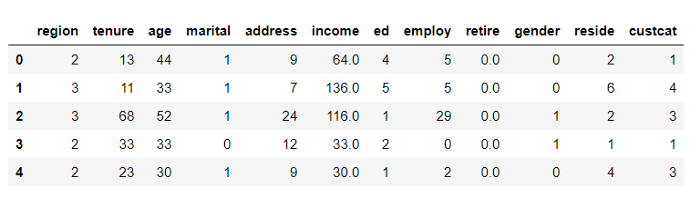 region tenure age marital address income ed employ retire gender reside custcat
0 2 13 44 1 9 64.0 4 5 0.0 0 2 1
1 3 11 33 1 7 136.0 5 5 0.0 0 6 4
2 3 68 52 1 24 116.0 1 29 0.0 1 2 3
3 2 33 33 0 12 33.0 2 0 0.0 1 1 1
4 2 23 30 1 9 30.0 1 2 0.0 0 4 3